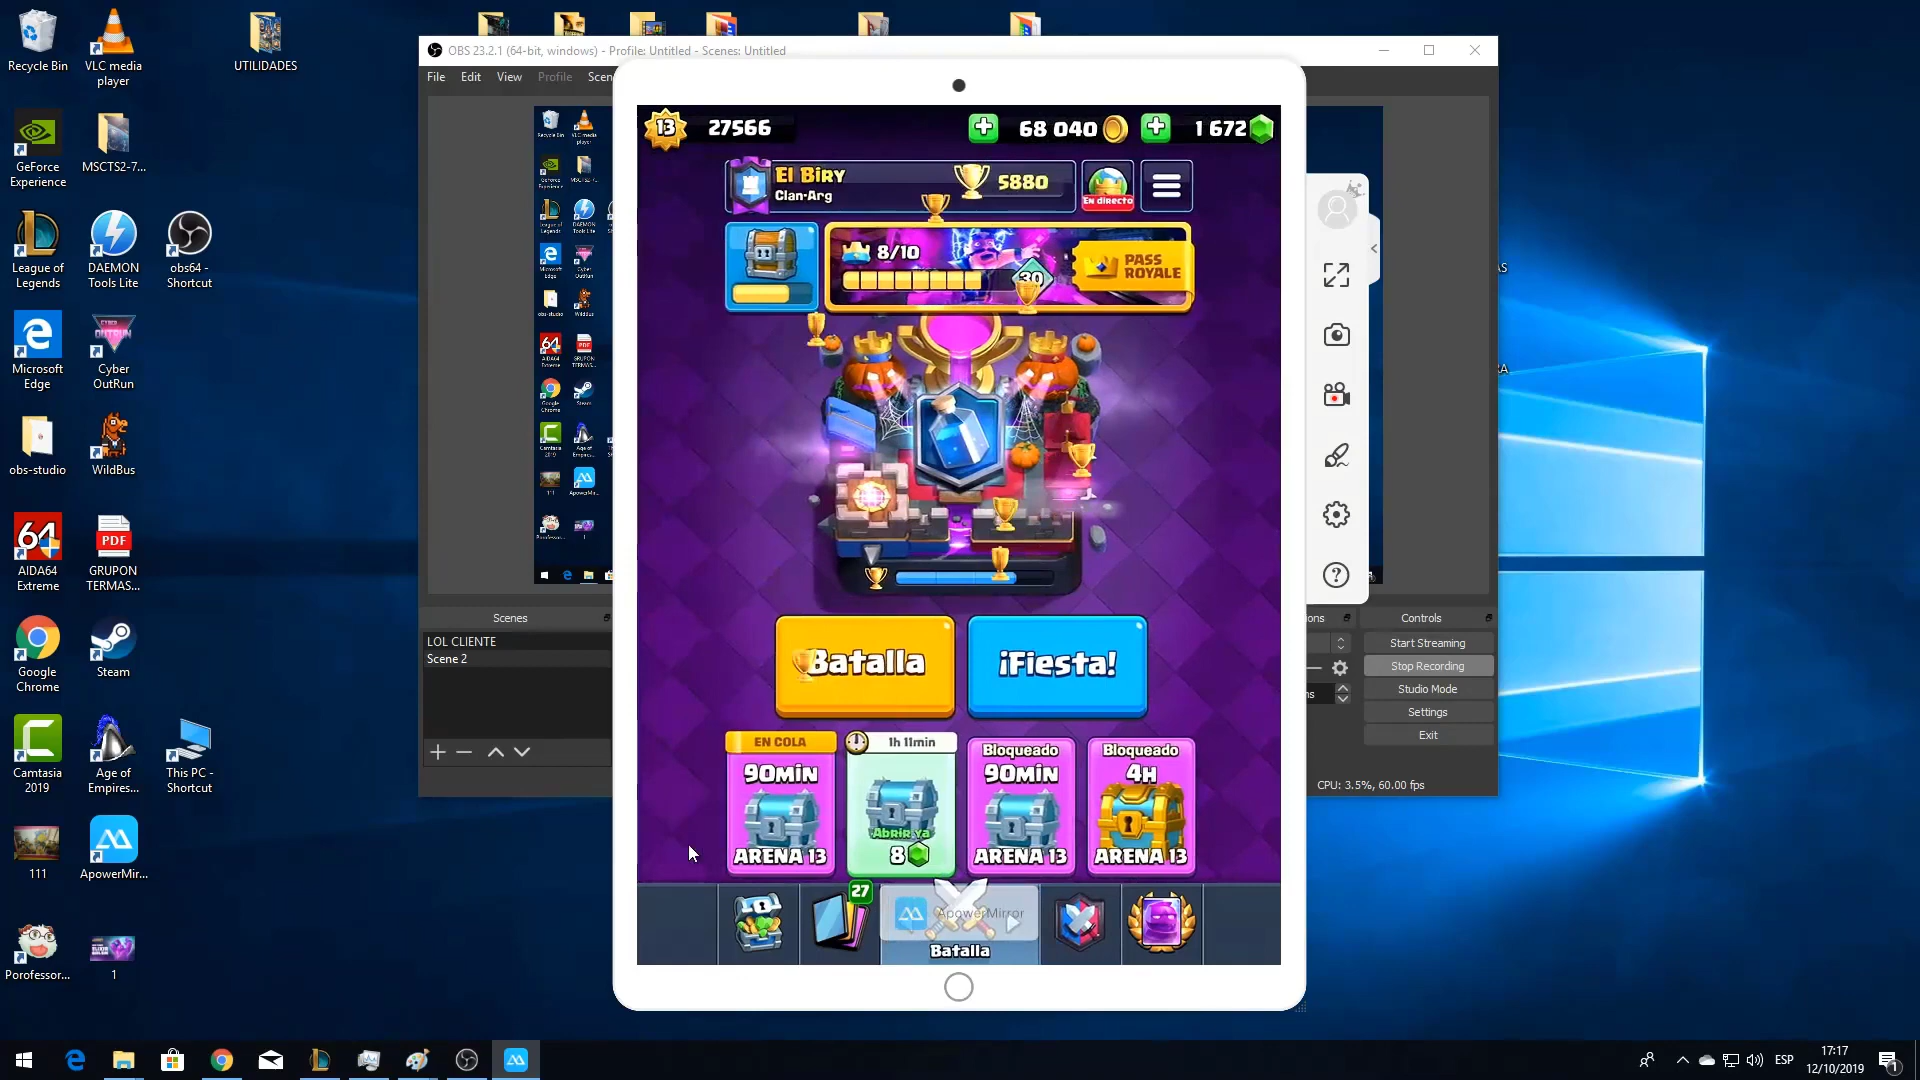 Recycle Bin
VLC media
player
UTILIDADES
GeForce
Experience
MSCTS2-7...
League of
Legends
DAEMON
Tools Lite
obs64 -
Shortcut
Microsoft
Edge
Cyber
OutRun
obs-studio
WildBus
AIDA64
Extreme
PDF
GRUPON
TERMAS...
Google
Chrome
Steam
Camtasia
2019
Age of
Empires...
This PC -
Shortcut
111
ApowerMir...
Porofessor...
1
OBS 23.2.1 (64-bit, windows) - Profile: Untitled - Scenes: Untitled
File
Edit
View
Profile
Scen
13
27566
68 040
1 672
El Biry
Clan-Arg
5880
En directo
8/10
30
PASS
ROYALE
Batalla
¡Fiesta!
EN COLA
90MIN
ARENA 13
1h 11min
Abrir ya
8
Bloqueado
90MIN
ARENA 13
Bloqueado
4H
ARENA 13
27
ApowerMirror
Batalla
Scenes
LOL CLIENTE
Scene 2
ions
Controls
Start Streaming
Stop Recording
Studio Mode
Settings
Exit
CPU: 3.5%, 60.00 fps
ESP
17:17
12/10/2019
1